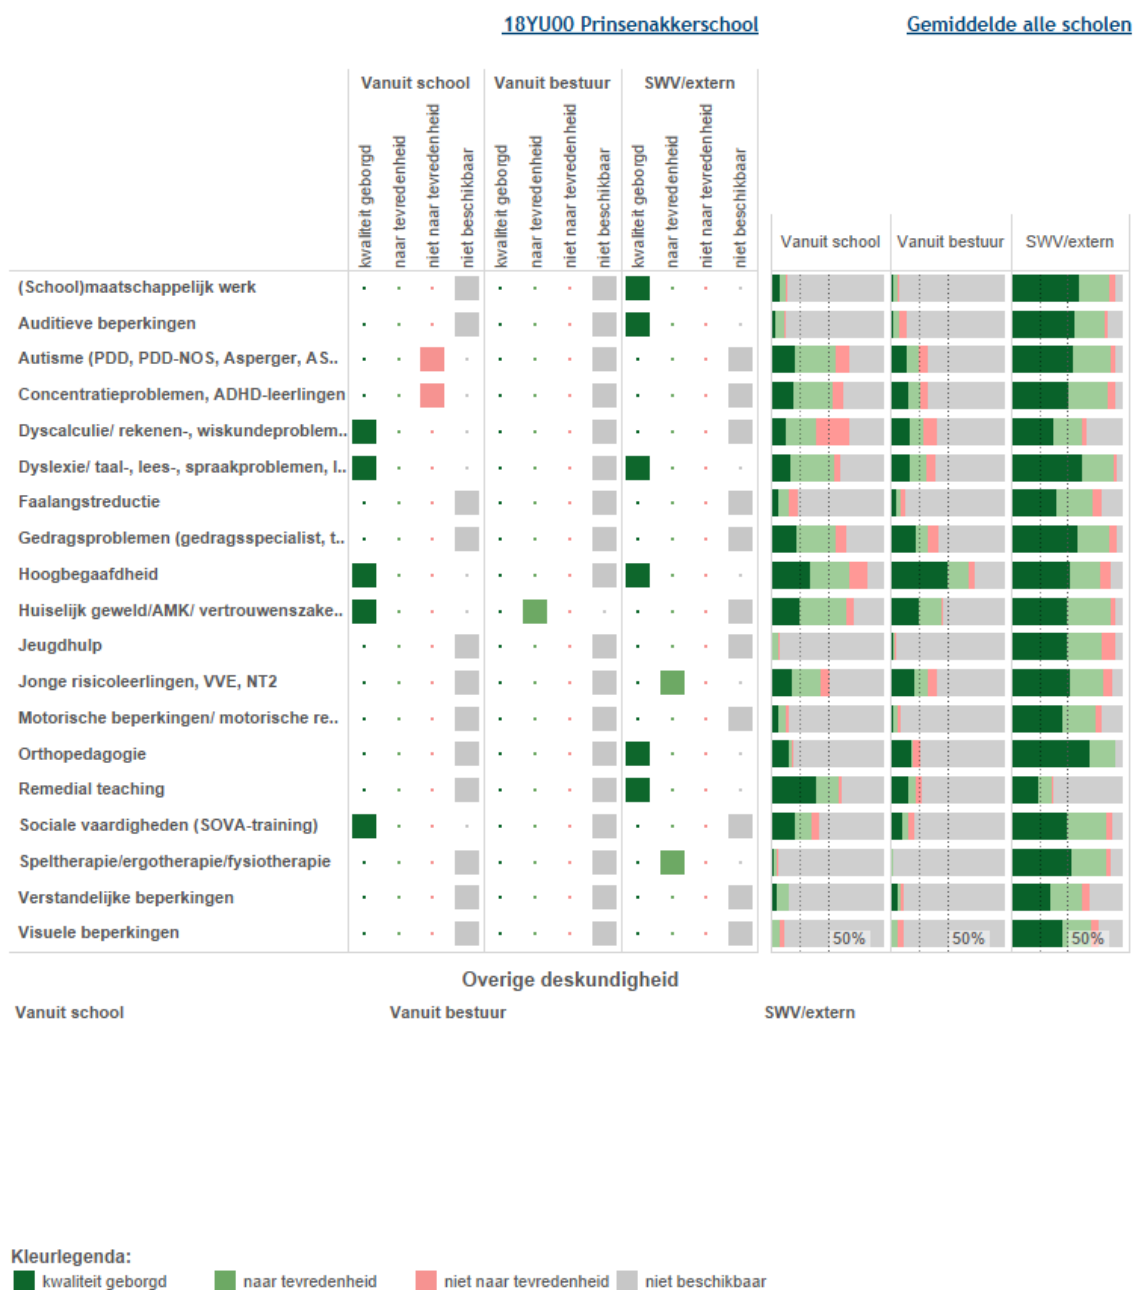 18YU00 Prinsenakkerschool
Gemiddelde alle scholen
Vanuit school
Vanuit bestuur
SWV/extern
kwaliteit geborgd
naar tevredenheid
niet naar tevredenheid
niet beschikbaar
kwaliteit geborgd
naar tevredenheid
niet naar tevredenheid
niet beschikbaar
kwaliteit geborgd
naar tevredenheid
niet naar tevredenheid
niet beschikbaar
Vanuit school
Vanuit bestuur
SWV/extern
(School)maatschappelijk werk
Auditieve beperkingen
Autisme (PDD, PDD-NOS, Asperger, AS..
Concentratieproblemen, ADHD-leerlingen
Dyscalculie/ rekenen-, wiskundeproblem..
Dyslexie/ taal-, lees-, spraakproblemen, l..
Faalangstreductie
Gedragsproblemen (gedragsspecialist, t..
Hoogbegaafdheid
Huiselijk geweld/AMK/ vertrouwenszake..
Jeugdhulp
Jonge risicoleerlingen, VVE, NT2
Motorische beperkingen/ motorische re..
Orthopedagogie
Remedial teaching
Sociale vaardigheden (SOVA-training)
Speltherapie/ergotherapie/fysiotherapie
Verstandelijke beperkingen
Visuele beperkingen
50%
50%
50%
Overige deskundigheid
Vanuit school
Vanuit bestuur
SWV/extern
Kleurlegenda:
kwaliteit geborgd
naar tevredenheid
niet naar tevredenheid
niet beschikbaar